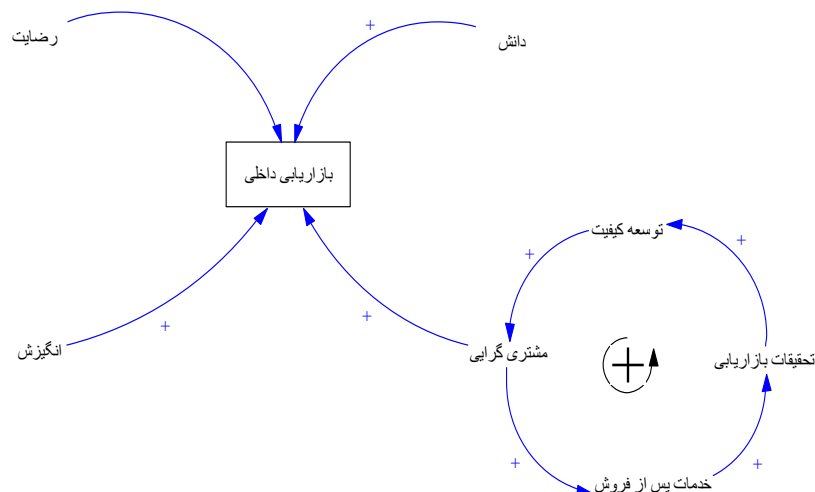 رضایت
دانش
+
بازاریابی داخلی
توسعه کیفیت
+
+
انگیزش
+
+
مشتری گرایی
+
تحقیقات بازاریابی
+
+
خدمات پس از فروش